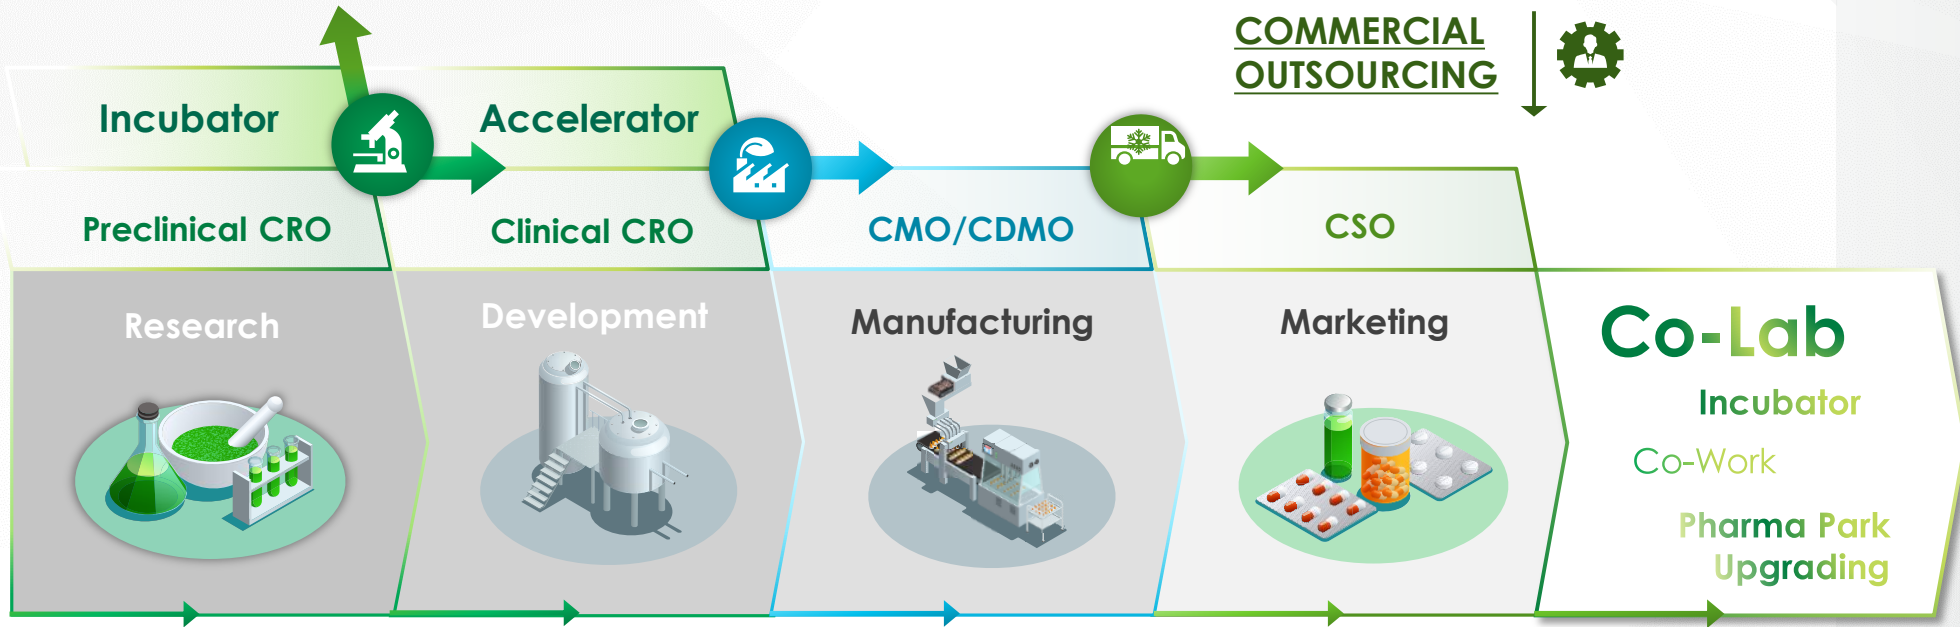 COMMERCIAL
OUTSOURCING
Incubator
Accelerator
Preclinical CRO
Clinical CRO
CMO/CDMO
CSO
Research
Development
Manufacturing
Marketing
Co-Lab
Incubator
Co-Work
Pharma Park
Upgrading